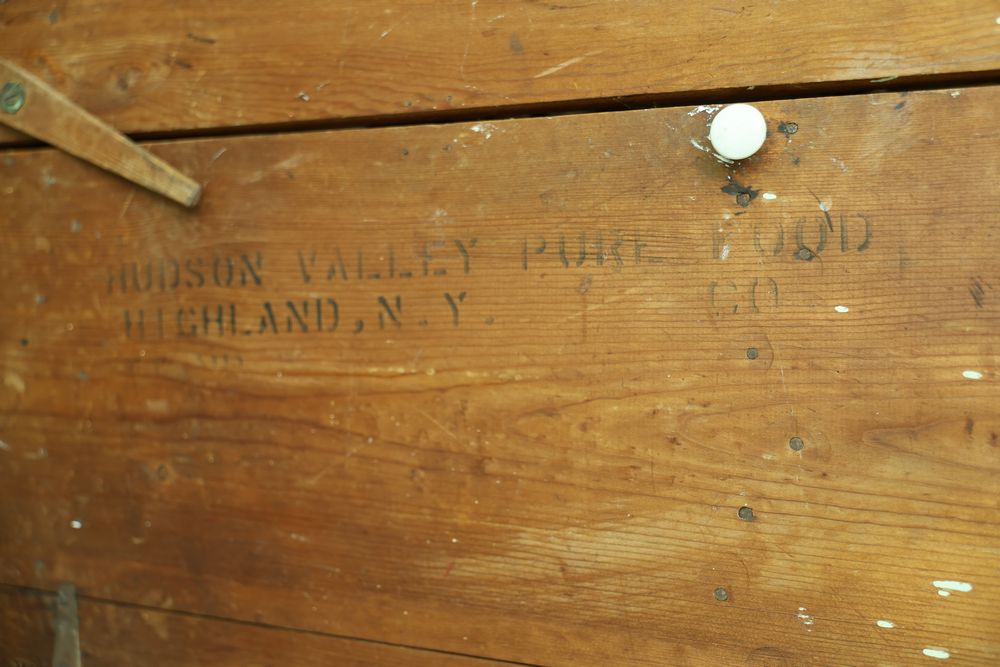 HUDSON VALLEY PURE FOOD
CO
HIGHLAND, N.Y.